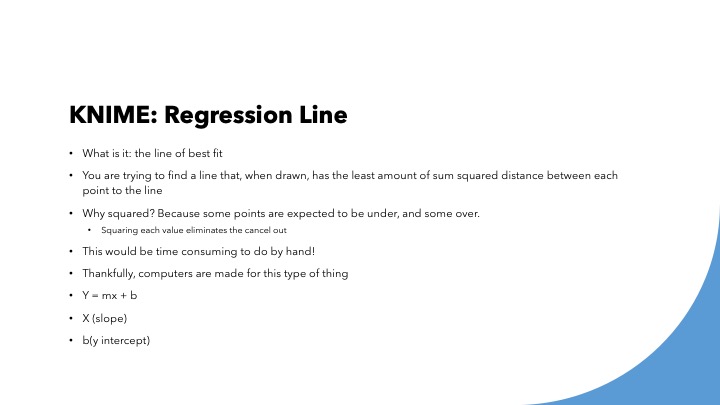 KNIME: Regression Line
• What is it: the line of best fit
• You are trying to find a line that, when drawn, has the least amount of sum squared distance between each
point to the line
• Why squared? Because some points are expected to be under, and some over.
• Squaring each value eliminates the cancel out
• This would be time consuming to do by hand!
• Thankfully, computers are made for this type of thing
• Y = mx + b
• X (slope)
• b(y intercept)